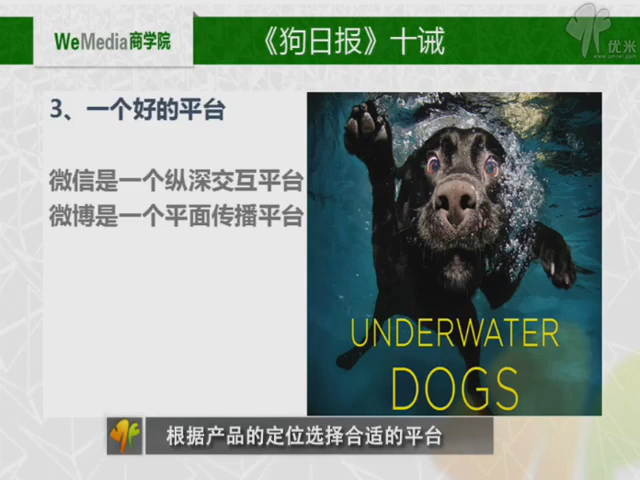 WeMedia商学院
《狗日报》十诫
优米
www.umiwi.com
3、一个好的平台
微信是一个纵深交互平台
微博是一个平面传播平台
UNDERWATER
DOGS
根据产品的定位选择合适的平台